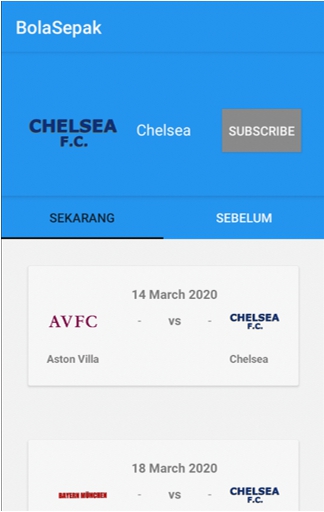 BolaSepak
CHELSEA
F.C.
Chelsea
SUBSCRIBE
SEKARANG
SEBELUM
14 March 2020
AVFC
- vs -
CHELSEA
F.C.
Aston Villa
Chelsea
18 March 2020
BAYERN MÜNCHEN
- vs -
CHELSEA
F.C.